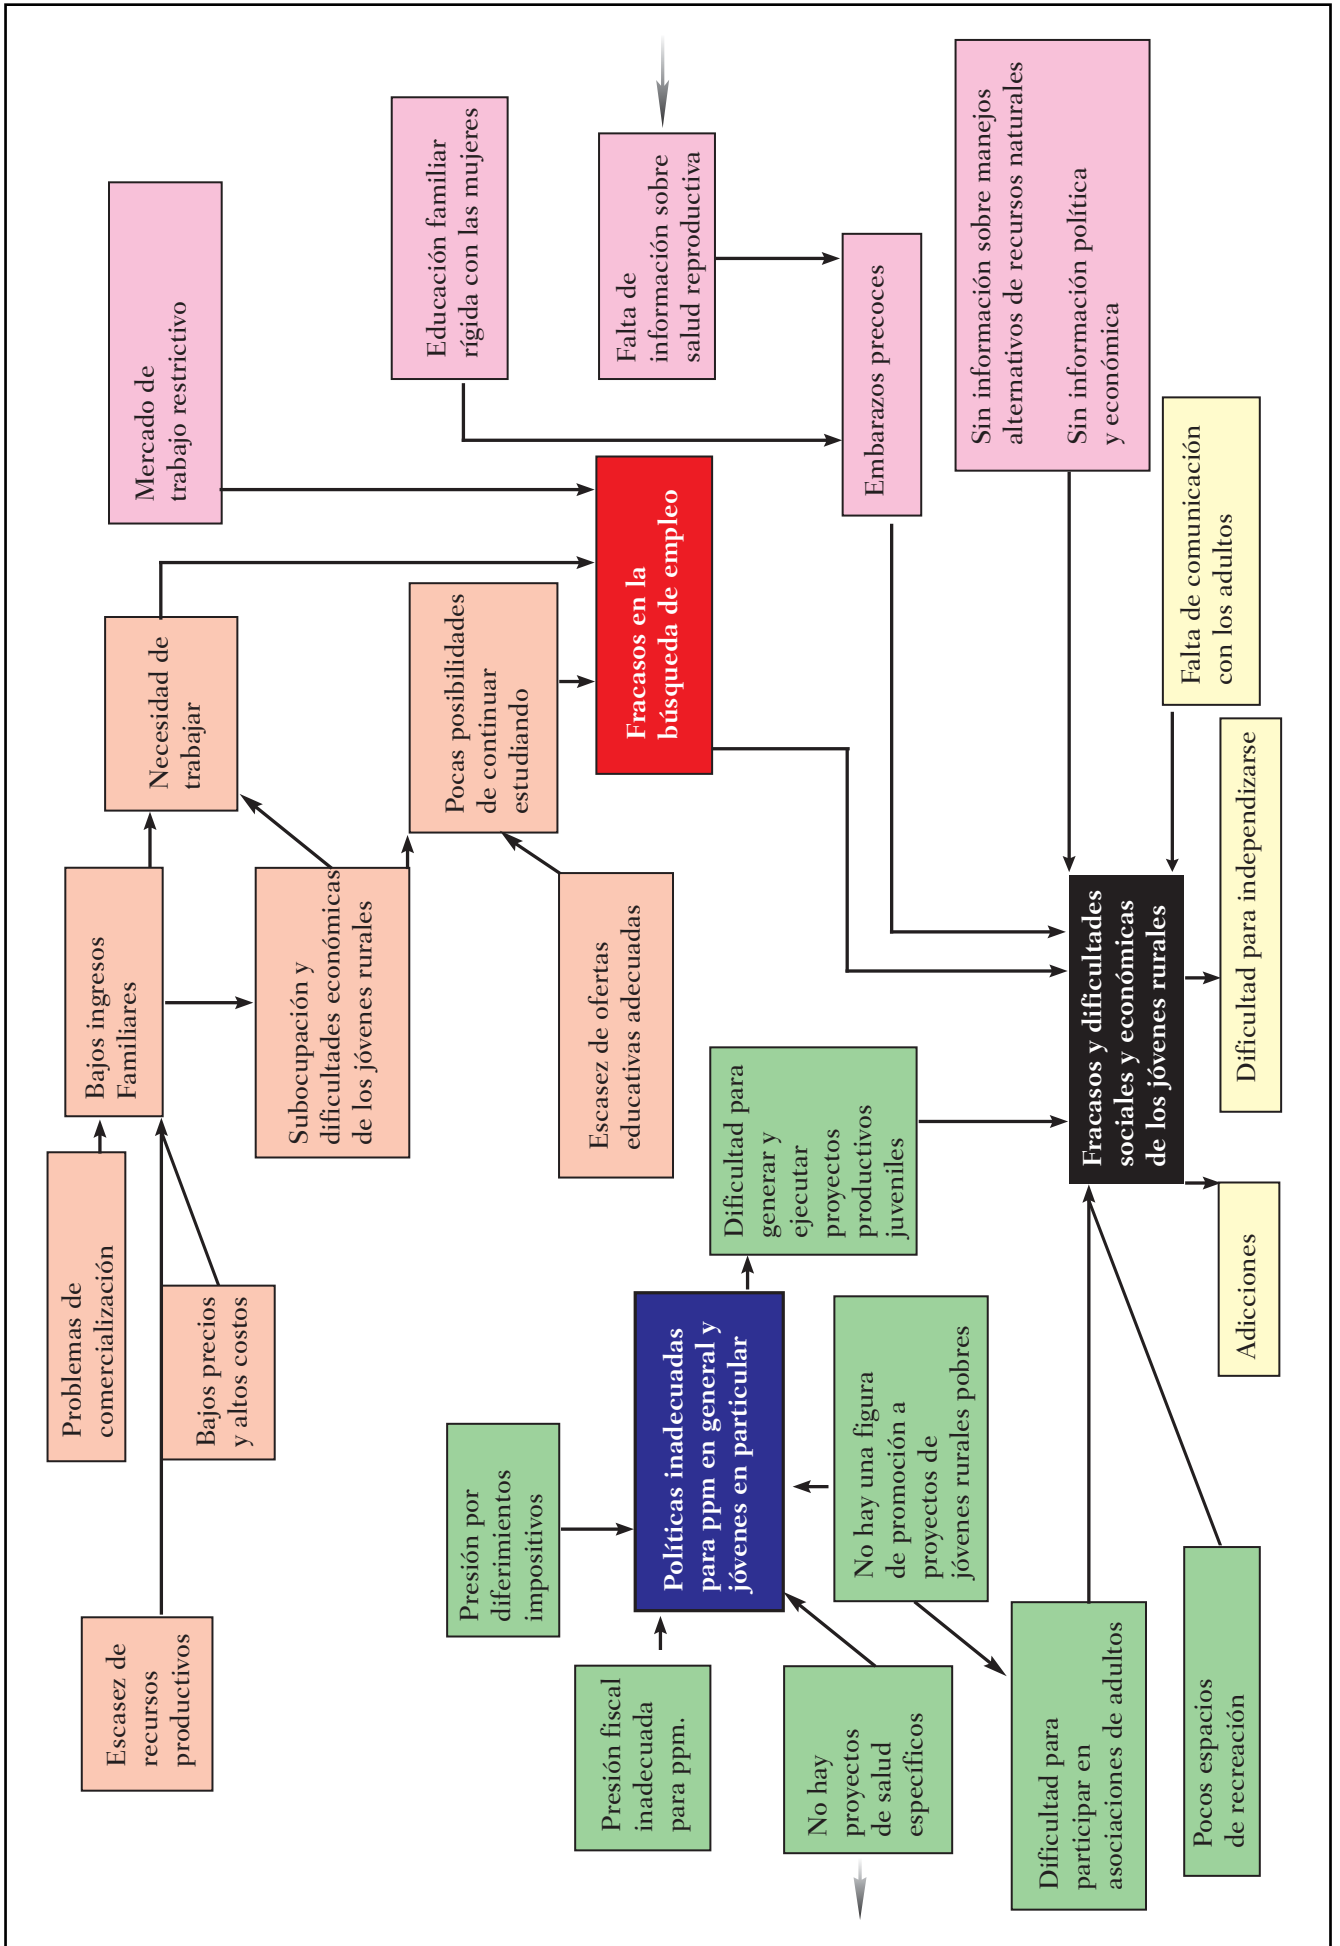 Escasez de
recursos
productivos
Problemas de
comercialización
Bajos precios
y altos costos
Bajos ingresos
Familiares
Necesidad de
trabajar
Mercado de
trabajo restrictivo
Subocupación y
dificultades económicas
de los jóvenes rurales
Pocas posibilidades
de continuar
estudiando
Educación familiar
rígida con las mujeres
Escasez de ofertas
educativas adecuadas
Fracasos en la
búsqueda de empleo
Falta de
información sobre
salud reproductiva
Presión por
diferimientos
impositivos
Presión fiscal
inadecuada
para ppm.
Políticas inadecuadas
para ppm en general y
jóvenes en particular
Dificultad para
generar y
ejecutar
proyectos
productivos
juveniles
Embarazos precoces
No hay
proyectos
de salud
específicos
No hay una figura
de promoción a
proyectos de
jóvenes rurales pobres
Sin información sobre manejos
alternativos de recursos naturales
Sin información política
y económica
Dificultad para
participar en
asociaciones de adultos
Fracasos y dificultades
sociales y económicas
de los jóvenes rurales
Falta de comunicación
con los adultos
Pocos espacios
de recreación
Adicciones
Dificultad para independizarse